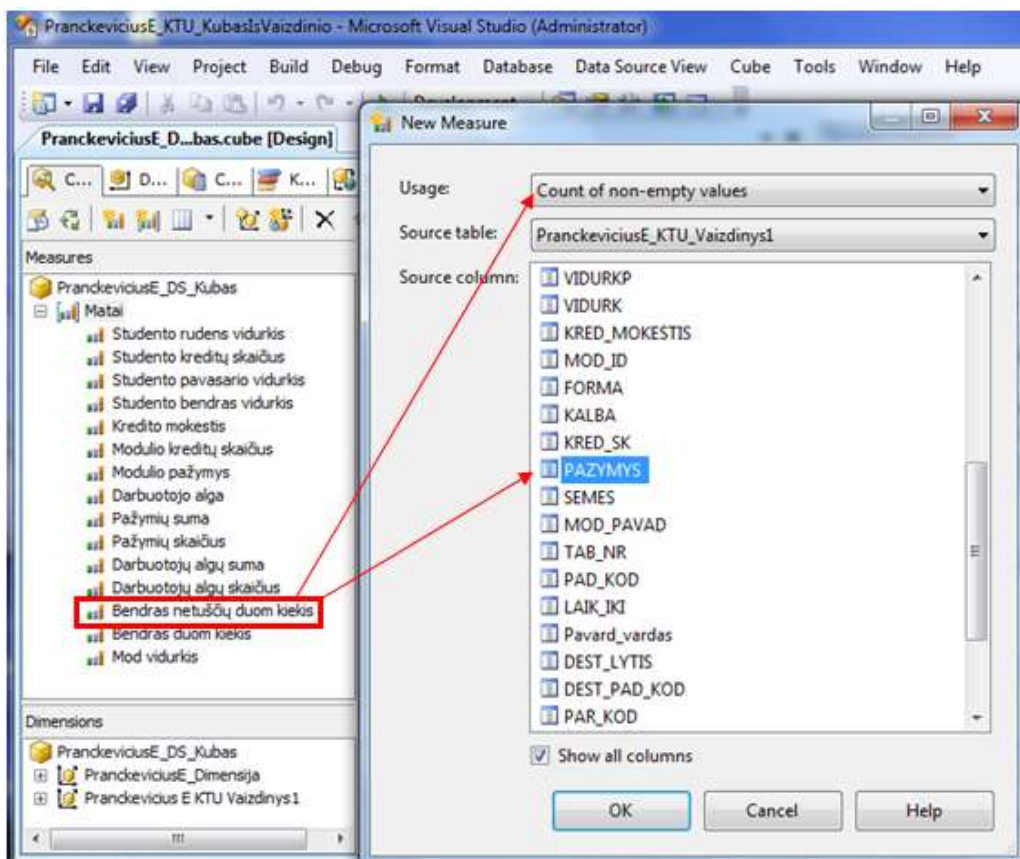 PranckeviciusE_KTU_KubasIsVaizdinio - Microsoft Visual Studio (Administrator)
File Edit View Project Build Debug Format Database Data Source View Cube Tools Window Help
PranckeviciusE_D...bas.cube [Design]
C... D... C... K...
Measures
PranckeviciusE_DS_Kubas
Matai
Studento rudens vidurkis
Studento kreditų skaičius
Studento pavasario vidurkis
Studento bendras vidurkis
Kredito mokestis
Modulio kreditų skaičius
Modulio pažymys
Darbuotojo alga
Pažymių suma
Pažymių skaičius
Darbuotojų algų suma
Darbuotojų algų skaičius
Bendras netuščių duom kiekis
Bendras duom kiekis
Mod vidurkis
Dimensions
PranckeviciusE_DS_Kubas
PranckeviciusE_Dimensija
Pranckevicius E KTU Vaizdinys1
New Measure
Usage: Count of non-empty values
Source table: PranckeviciusE_KTU_Vaizdinys1
Source column:
VIDURKP
VIDURK
KRED_MOKESTIS
MOD_ID
FORMA
KALBA
KRED_SK
PAZYMYS
SEMES
MOD_PAVAD
TAB_NR
PAD_KOD
LAIK_IKI
Pavard_vardas
DEST_LYTIS
DEST_PAD_KOD
PAR_KOD
Show all columns
OK Cancel Help